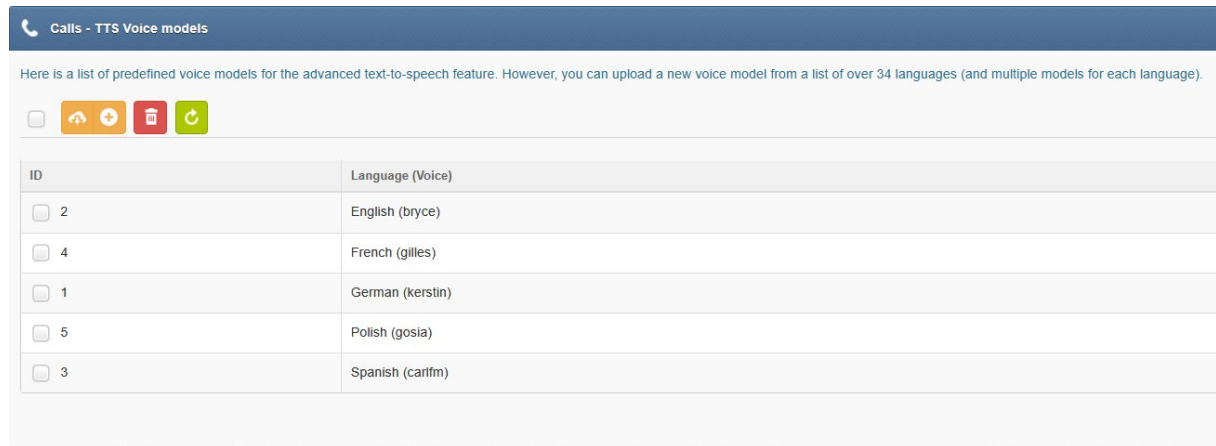 Calls - TTS Voice models
Here is a list of predefined voice models for the advanced text-to-speech feature. However, you can upload a new voice model from a list of over 34 languages (and multiple models for each language).
ID Language (Voice)
2 English (bryce)
4 French (gilles)
1 German (kerstin)
5 Polish (gosia)
3 Spanish (carlfm)